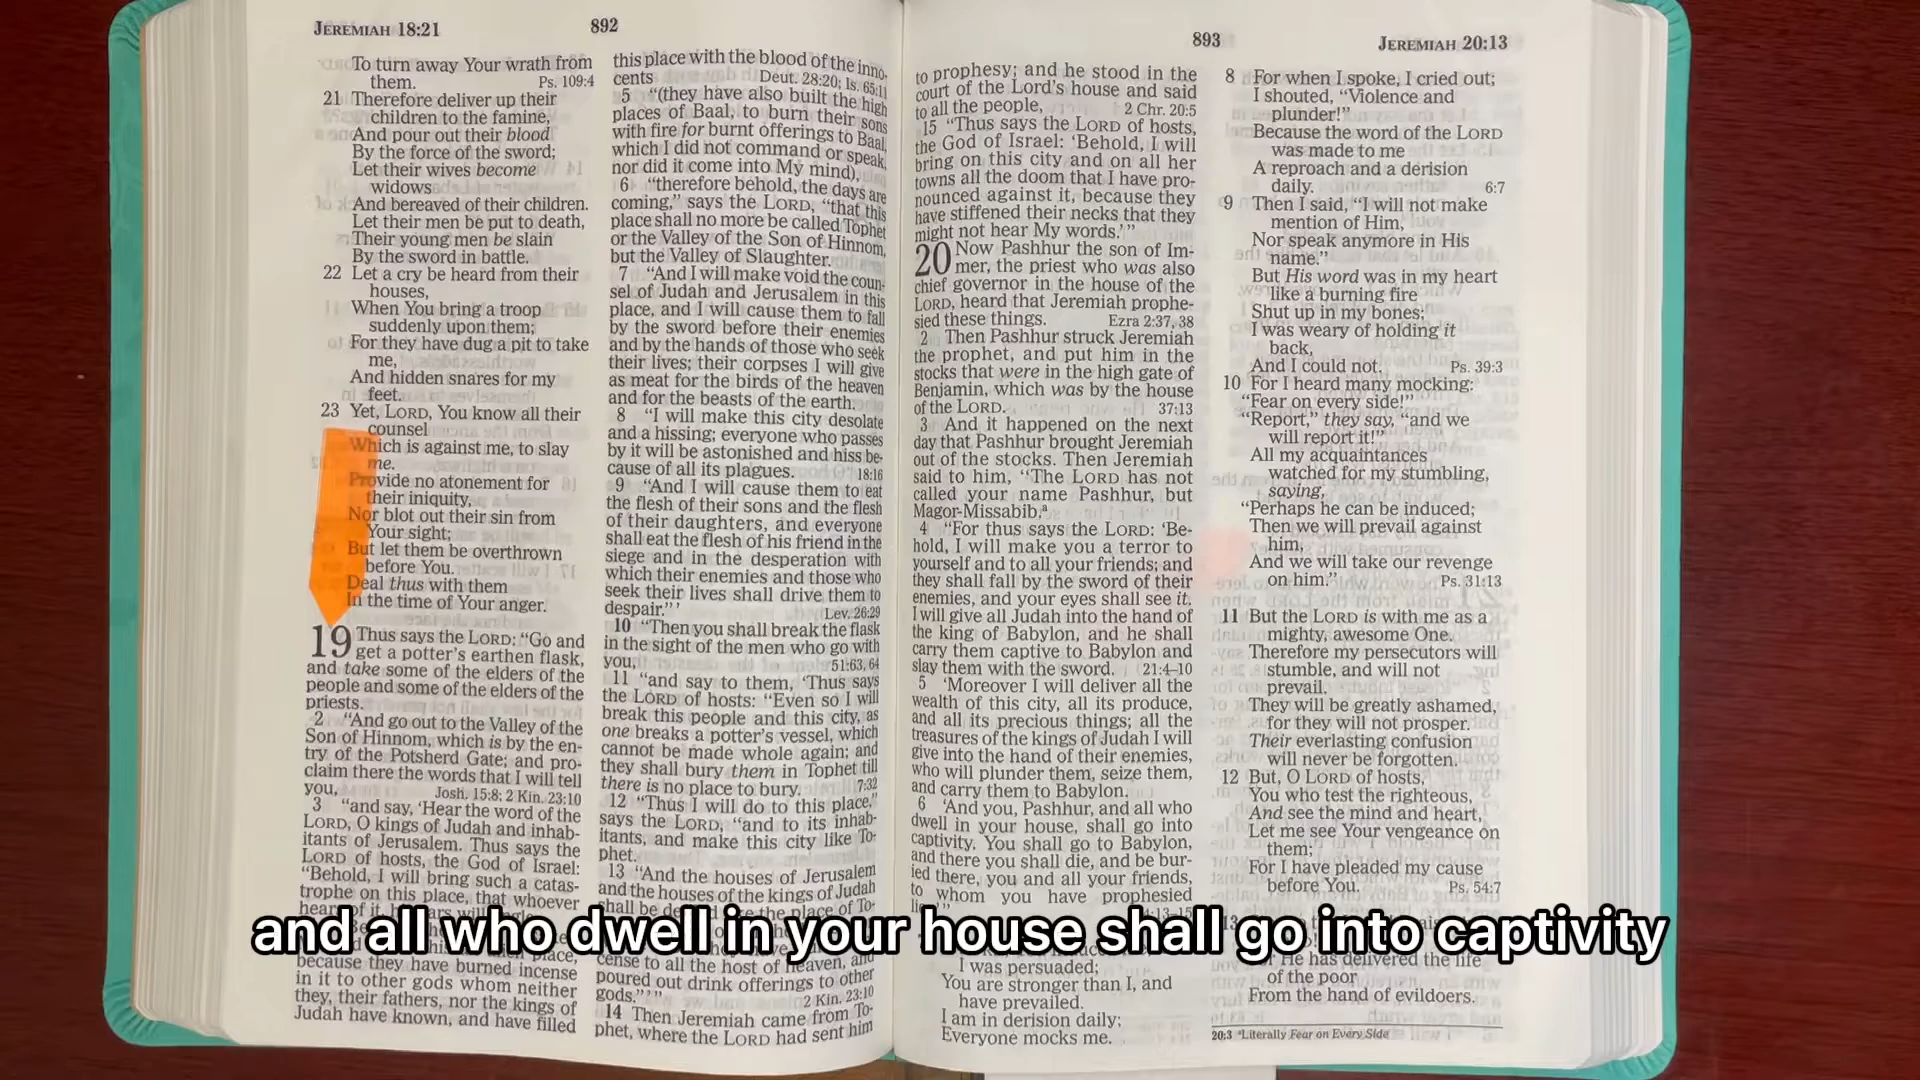 JEREMIAH 18:21
892
To turn away Your wrath from
them. Ps. 109:4
21 Therefore deliver up their
children to the famine,
And pour out their blood
By the force of the sword;
Let their wives become
widows
And bereaved of their children.
Let their men be put to death,
Their young men be slain
By the sword in battle.
22 Let a cry be heard from their
houses,
When You bring a troop
suddenly upon them;
For they have dug a pit to take
me,
And hidden snares for my
feet.
23 Yet, LORD, You know all their
counsel
Which is against me, to slay
me.
Provide no atonement for
their iniquity,
Nor blot out their sin from
Your sight;
But let them be overthrown
before You.
Deal thus with them
In the time of Your anger.
19 Thus says the LORD: “Go and
get a potter’s earthen flask,
and take some of the elders of the
people and some of the elders of the
priests.
2 “And go out to the Valley of the
Son of Hinnom, which is by the en-
try of the Potsherd Gate; and pro-
claim there the words that I will tell
you, Josh. 15:8; 2 Kin. 23:10
3 “and say, ‘Hear the word of the
LORD, O kings of Judah and inhab-
itants of Jerusalem. Thus says the
LORD of hosts, the God of Israel:
“Behold, I will bring such a catas-
trophe on this place, that whoever
hears of it,
because they have burned incense
in it to other gods whom neither
they, their fathers, nor the kings of
Judah have known, and have filled
this place with the blood of the inno-
cents Deut. 28:20; Is. 65:11
5 “(they have also built the high
places of Baal, to burn their sons
with fire for burnt offerings to Baal,
which I did not command or speak,
nor did it come into My mind),
6 “therefore behold, the days are
coming,” says the LORD, “that this
place shall no more be called Tophet
or the Valley of the Son of Hinnom,
but the Valley of Slaughter.
7 “And I will make void the coun-
sel of Judah and Jerusalem in this
place, and I will cause them to fall
by the sword before their enemies
and by the hands of those who seek
their lives; their corpses I will give
as meat for the birds of the heaven
and for the beasts of the earth.
8 “I will make this city desolate
and a hissing; everyone who passes
by it will be astonished and hiss be-
cause of all its plagues. 18:16
9 “And I will cause them to eat
the flesh of their sons and the flesh
of their daughters, and everyone
shall eat the flesh of his friend in the
siege and in the desperation with
which their enemies and those who
seek their lives shall drive them to
despair.” ’ Lev. 26:29
10 “Then you shall break the flask
in the sight of the men who go with
you, 51:63, 64
11 “and say to them, ‘Thus says
the LORD of hosts: “Even so I will
break this people and this city, as
one breaks a potter’s vessel, which
cannot be made whole again; and
they shall bury them in Tophet till
there is no place to bury. 7:32
12 “Thus I will do to this place,”
says the LORD, “and to its inhab-
itants, and make this city like To-
phet.
13 “And the houses of Jerusalem
and the houses of the kings of Judah
shall be the place of To-
cense to all the host of heaven, and
poured out drink offerings to other
gods.” ’ ” 2 Kin. 23:10
14 Then Jeremiah came from To-
phet, where the LORD had sent him
893
JEREMIAH 20:13
to prophesy; and he stood in the
court of the Lord’s house and said
to all the people, 2 Chr. 20:5
15 “Thus says the LORD of hosts,
the God of Israel: ‘Behold, I will
bring on this city and on all her
towns all the doom that I have pro-
nounced against it, because they
have stiffened their necks that they
might not hear My words.’ ”
20 Now Pashhur the son of Im-
mer, the priest who was also
chief governor in the house of the
LORD, heard that Jeremiah prophe-
sied these things. Ezra 2:37, 38
2 Then Pashhur struck Jeremiah
the prophet, and put him in the
stocks that were in the high gate of
Benjamin, which was by the house
of the LORD. 37:13
3 And it happened on the next
day that Pashhur brought Jeremiah
out of the stocks. Then Jeremiah
said to him, “The LORD has not
called your name Pashhur, but
Magor-Missabib.a
4 “For thus says the LORD: ‘Be-
hold, I will make you a terror to
yourself and to all your friends; and
they shall fall by the sword of their
enemies, and your eyes shall see it.
I will give all Judah into the hand of
the king of Babylon, and he shall
carry them captive to Babylon and
slay them with the sword. 21:4–10
5 ‘Moreover I will deliver all the
wealth of this city, all its produce,
and all its precious things; all the
treasures of the kings of Judah I will
give into the hand of their enemies,
who will plunder them, seize them,
and carry them to Babylon.
6 ‘And you, Pashhur, and all who
dwell in your house, shall go into
captivity. You shall go to Babylon,
and there you shall die, and be bur-
ied there, you and all your friends,
to whom you have prophesied
I was persuaded;
You are stronger than I, and
have prevailed.
I am in derision daily;
Everyone mocks me.
8 For when I spoke, I cried out;
I shouted, “Violence and
plunder!”
Because the word of the LORD
was made to me
A reproach and a derision
daily. 6:7
9 Then I said, “I will not make
mention of Him,
Nor speak anymore in His
name.”
But His word was in my heart
like a burning fire
Shut up in my bones;
I was weary of holding it
back,
And I could not. Ps. 39:3
10 For I heard many mocking:
“Fear on every side!”
“Report,” they say, “and we
will report it!”
All my acquaintances
watched for my stumbling,
saying,
“Perhaps he can be induced;
Then we will prevail against
him,
And we will take our revenge
on him.” Ps. 31:13
11 But the LORD is with me as a
mighty, awesome One.
Therefore my persecutors will
stumble, and will not
prevail.
They will be greatly ashamed,
for they will not prosper.
Their everlasting confusion
will never be forgotten.
12 But, O LORD of hosts,
You who test the righteous,
And see the mind and heart,
Let me see Your vengeance on
them;
For I have pleaded my cause
before You. Ps. 54:7
He has delivered the life
of the poor
From the hand of evildoers.
20:3 aLiterally Fear on Every Side
and all who dwell in your house shall go into captivity